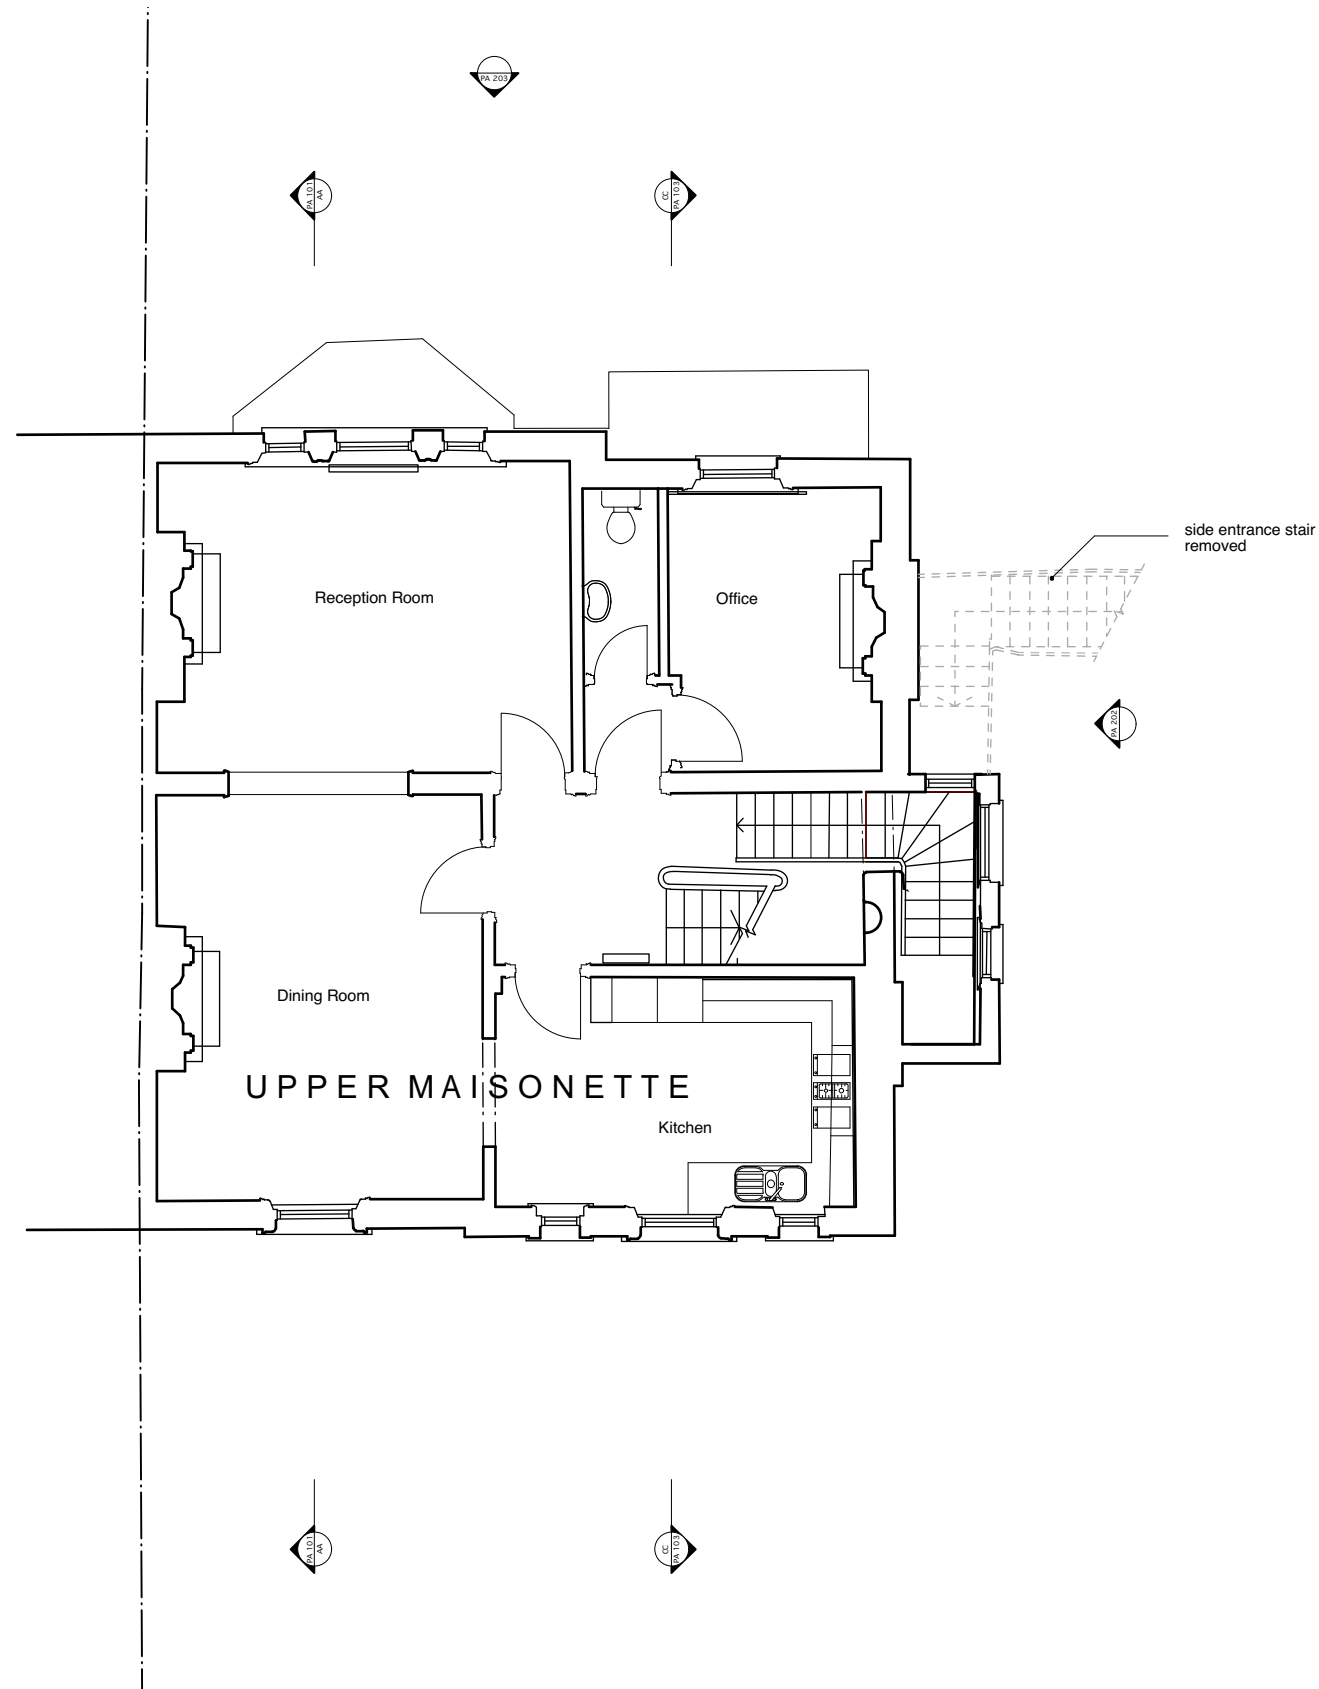 PA 203
PA 101
AA
CC
PA 103
side entrance stair
removed
Reception Room
Office
PA 202
Dining Room
UPPER MAISONETTE
Kitchen
PA 101
AA
CC
PA 103